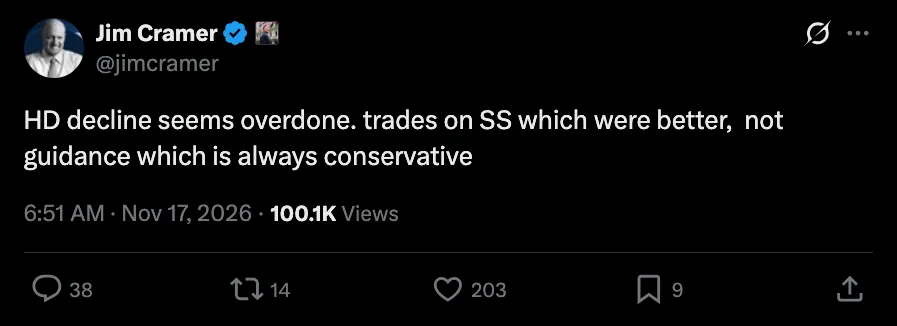 Jim Cramer
@jimcramer
HD decline seems overdone. trades on SS which were better,  not
guidance which is always conservative
6:51 AM · Nov 17, 2026 · 100.1K Views
38 14 203 9